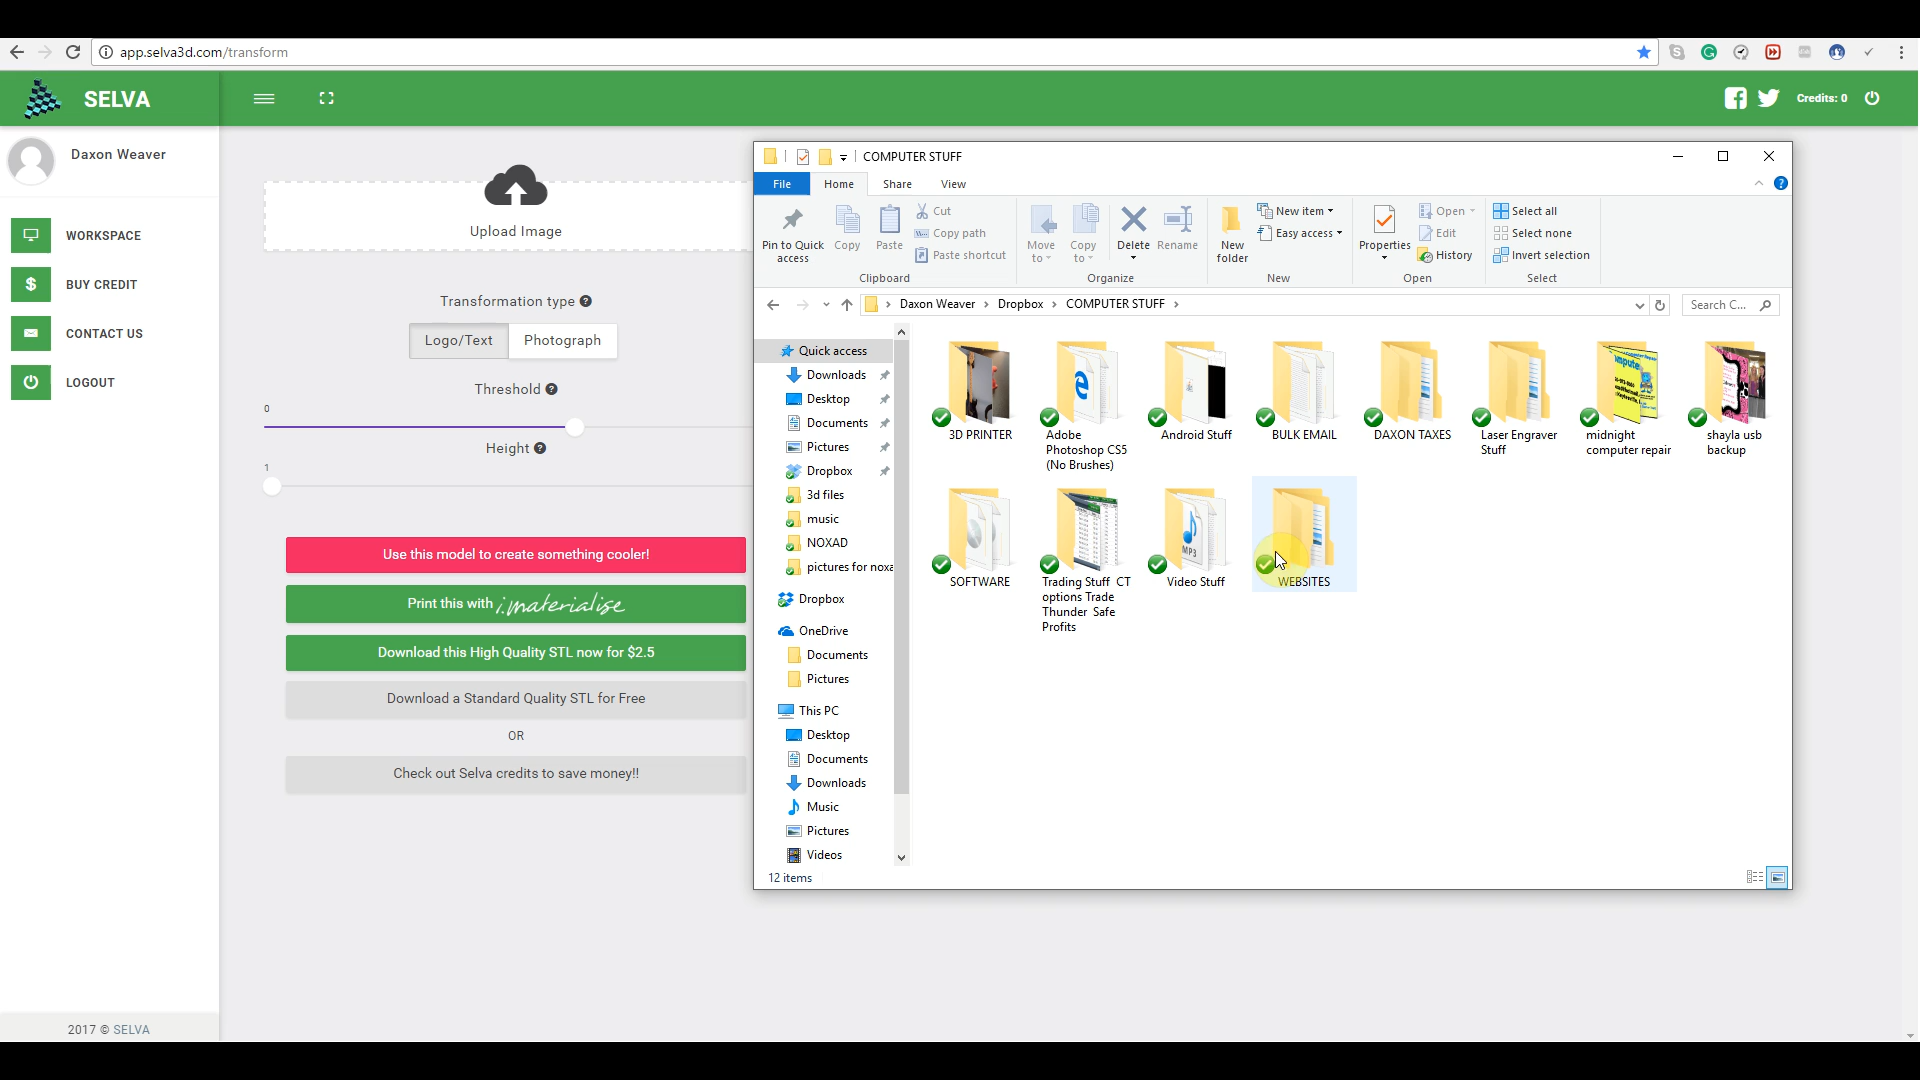 app.selva3d.com/transform
SELVA
Credits: 0
Daxon Weaver
WORKSPACE
BUY CREDIT
CONTACT US
LOGOUT
2017 © SELVA
Upload Image
Transformation type
Logo/Text
Photograph
Threshold
0
Height
1
Use this model to create something cooler!
Print this with i.materialise
Download this High Quality STL now for $2.5
Download a Standard Quality STL for Free
OR
Check out Selva credits to save money!!
COMPUTER STUFF
File
Home
Share
View
Pin to Quick access
Copy
Paste
Cut
Copy path
Paste shortcut
Clipboard
Move to
Copy to
Delete
Rename
Organize
New folder
New item
Easy access
New
Properties
Open
Edit
History
Open
Select all
Select none
Invert selection
Select
Daxon Weaver > Dropbox > COMPUTER STUFF >
Search C...
Quick access
Downloads
Desktop
Documents
Pictures
Dropbox
3d files
music
NOXAD
pictures for noxa
Dropbox
OneDrive
Documents
Pictures
This PC
Desktop
Documents
Downloads
Music
Pictures
Videos
3D PRINTER
Adobe
Photoshop CS5
(No Brushes)
Android Stuff
BULK EMAIL
DAXON TAXES
Laser Engraver
Stuff
midnight
computer repair
shayla usb
backup
SOFTWARE
Trading Stuff CT
options Trade
Thunder Safe
Profits
MP3
Video Stuff
WEBSITES
12 items